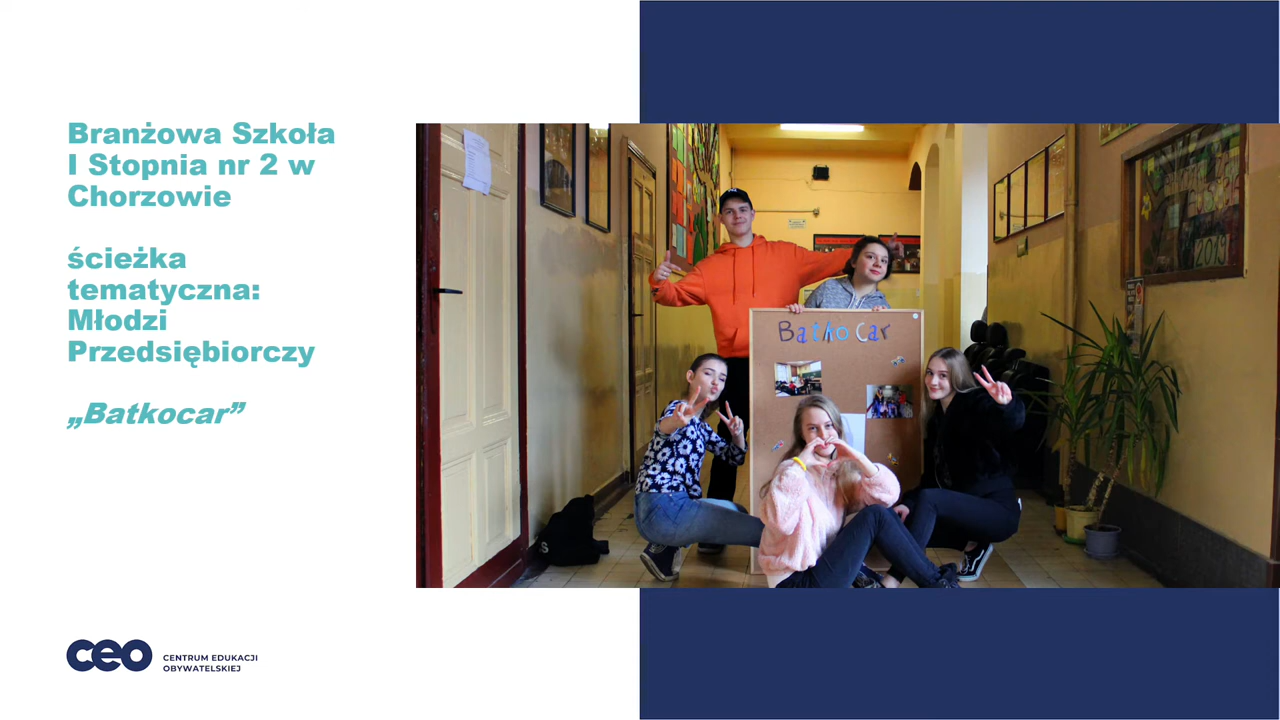 Branżowa Szkoła
I Stopnia nr 2 w
Chorzowie
ścieżka
tematyczna:
Młodzi
Przedsiębiorczy
„Batkocar”
Batko Car
2019
ceo
CENTRUM EDUKACJI
OBYWATELSKIEJ